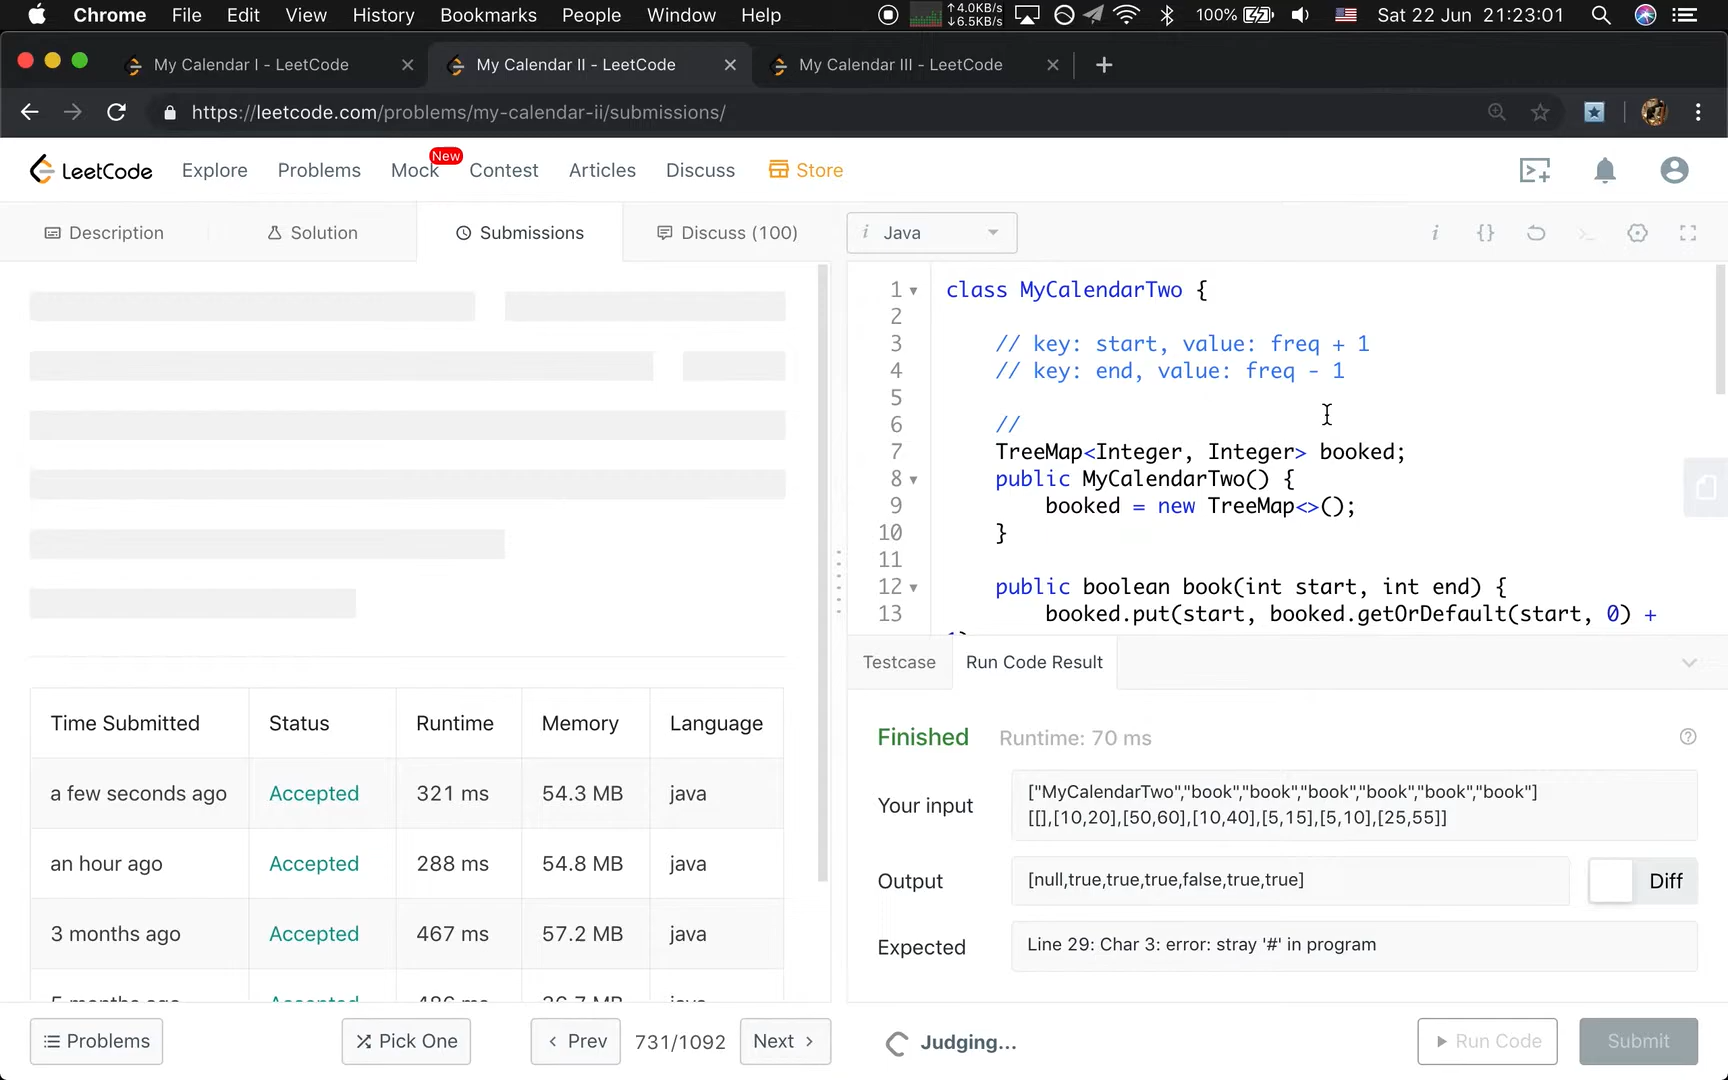 Chrome File Edit View History Bookmarks People Window Help 4.0KB/s 6.5KB/s 100% Sat 22 Jun 21:23:01
My Calendar I - LeetCode
My Calendar II - LeetCode
My Calendar III - LeetCode
https://leetcode.com/problems/my-calendar-ii/submissions/
LeetCode Explore Problems Mock New Contest Articles Discuss Store
Description Solution Submissions Discuss (100)
Time Submitted Status Runtime Memory Language
a few seconds ago Accepted 321 ms 54.3 MB java
an hour ago Accepted 288 ms 54.8 MB java
3 months ago Accepted 467 ms 57.2 MB java
Problems Pick One Prev 731/1092 Next
i Java
1 class MyCalendarTwo {
2
3 // key: start, value: freq + 1
4 // key: end, value: freq - 1
5
6 //
7 TreeMap<Integer, Integer> booked;
8 public MyCalendarTwo() {
9 booked = new TreeMap<>();
10 }
11
12 public boolean book(int start, int end) {
13 booked.put(start, booked.getOrDefault(start, 0) +
Testcase Run Code Result
Finished Runtime: 70 ms
Your input
["MyCalendarTwo","book","book","book","book","book","book"]
[[],[10,20],[50,60],[10,40],[5,15],[5,10],[25,55]]
Output [null,true,true,true,false,true,true] Diff
Expected Line 29: Char 3: error: stray '#' in program
Judging... Run Code Submit